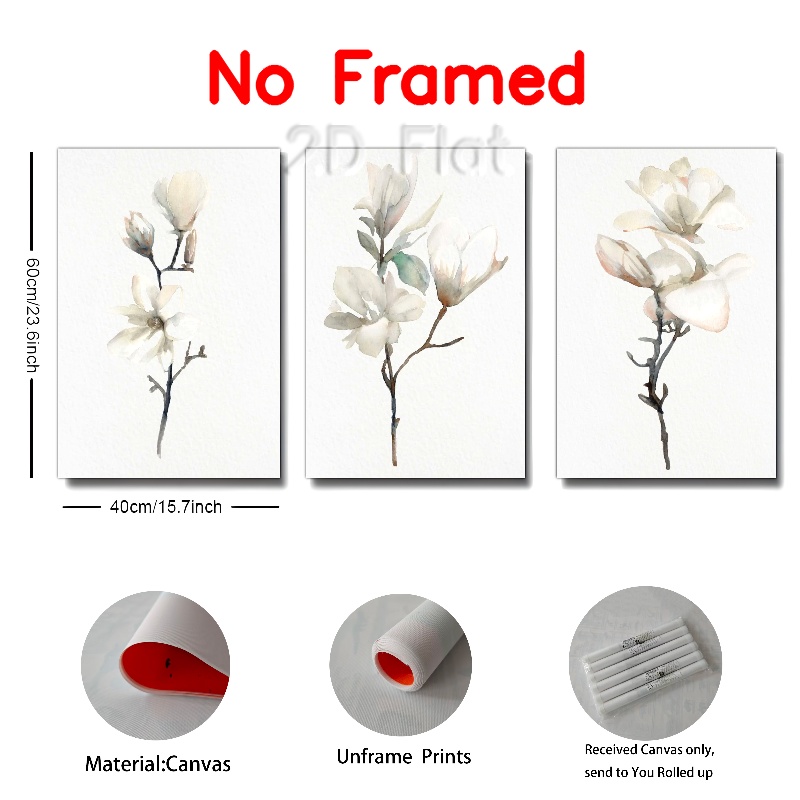 No Framed
2D Flat
60cm/23.6inch
40cm/15.7inch
Material:Canvas
Unframe Prints
Received Canvas only,
send to You Rolled up